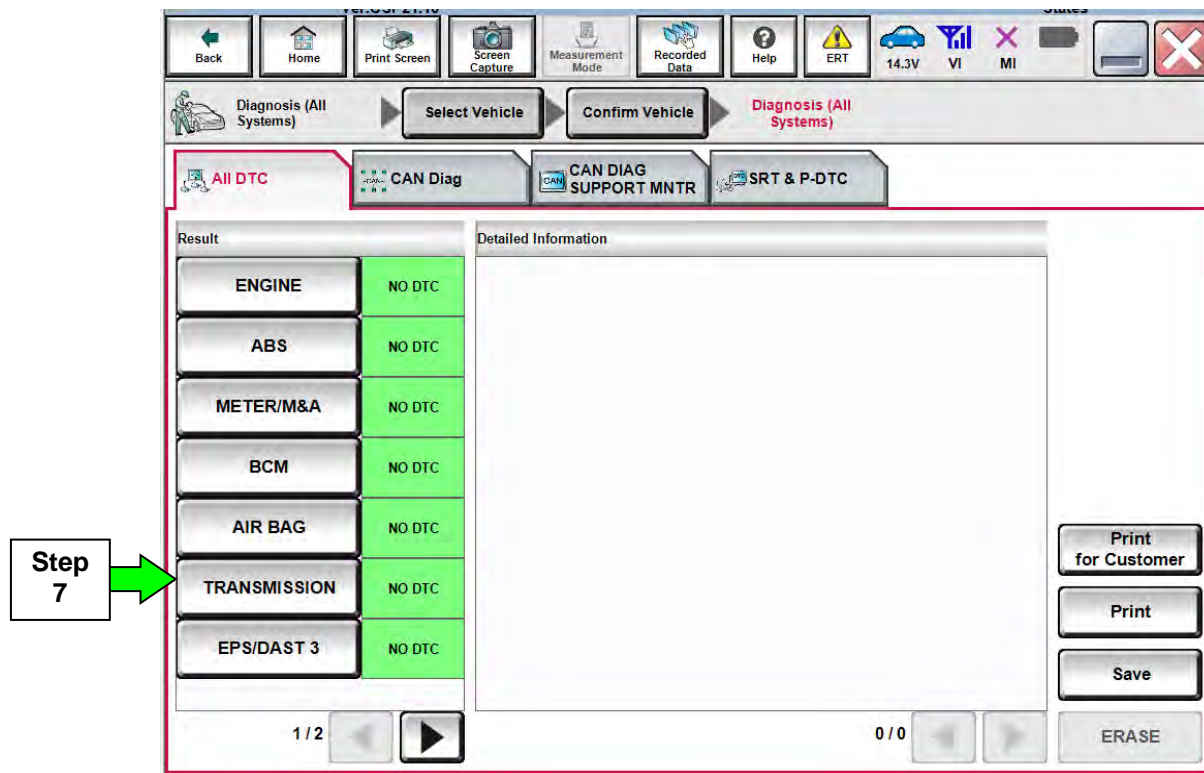 Back
Home
Print Screen
Screen
Capture
Measurement
Mode
Recorded
Data
Help
ERT
14.3V
VI
MI
Diagnosis (All
Systems)
Select Vehicle
Confirm Vehicle
Diagnosis (All
Systems)
All DTC
CAN Diag
CAN
CAN DIAG
SUPPORT MNTR
SRT & P-DTC
Result
Detailed Information
ENGINE NO DTC
ABS NO DTC
METER/M&A NO DTC
BCM NO DTC
AIR BAG NO DTC
Step
7
TRANSMISSION NO DTC
EPS/DAST 3 NO DTC
Print
for Customer
Print
Save
1 / 2
0 / 0
ERASE